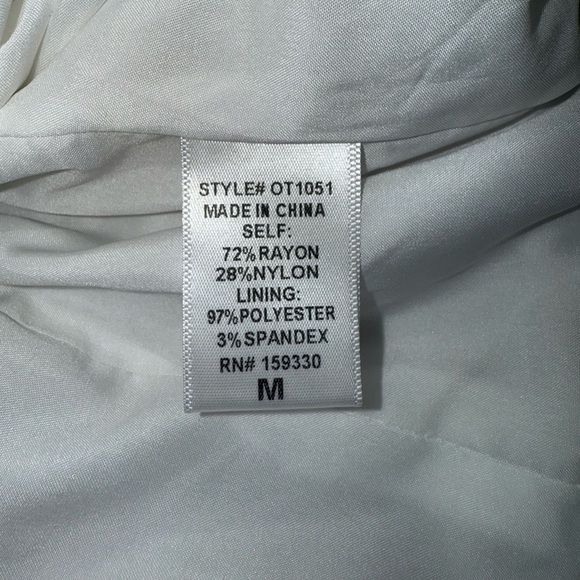 STYLE# OT1051
MADE IN CHINA
SELF:
72%RAYON
28%NYLON
LINING:
97%POLYESTER
3%SPANDEX
RN# 159330
M